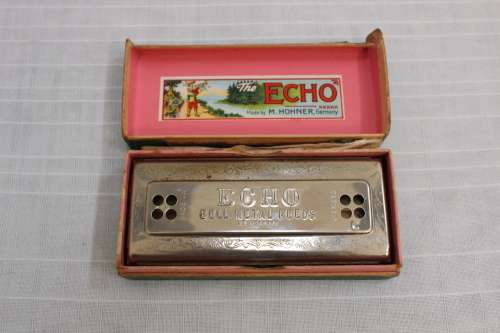 The ECHO
Made by M. HOHNER, Germany
ECHO
BELL METAL REEDS